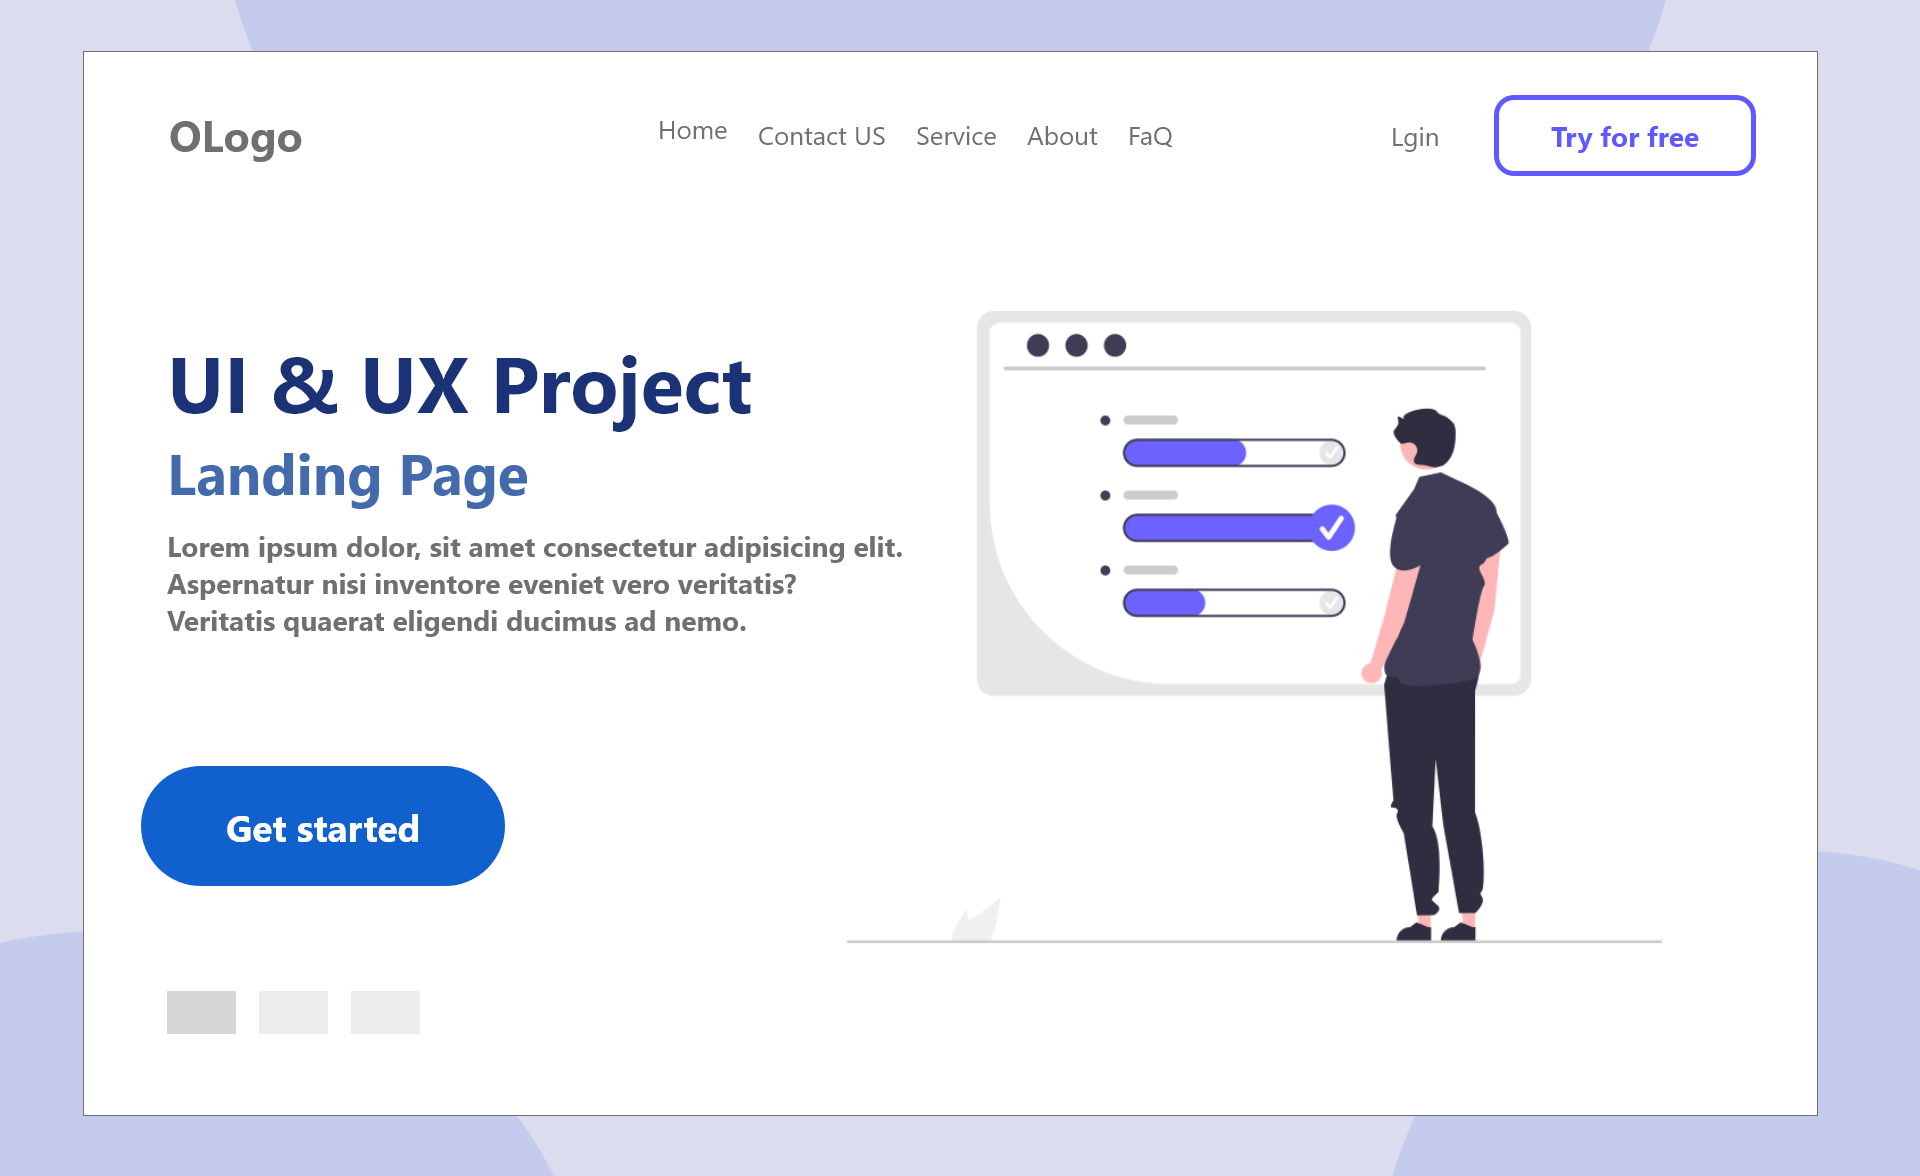 OLogo
Home Contact US Service About FaQ
Lgin
Try for free
UI & UX Project
Landing Page
Lorem ipsum dolor, sit amet consectetur adipisicing elit.
Aspernatur nisi inventore eveniet vero veritatis?
Veritatis quaerat eligendi ducimus ad nemo.
Get started